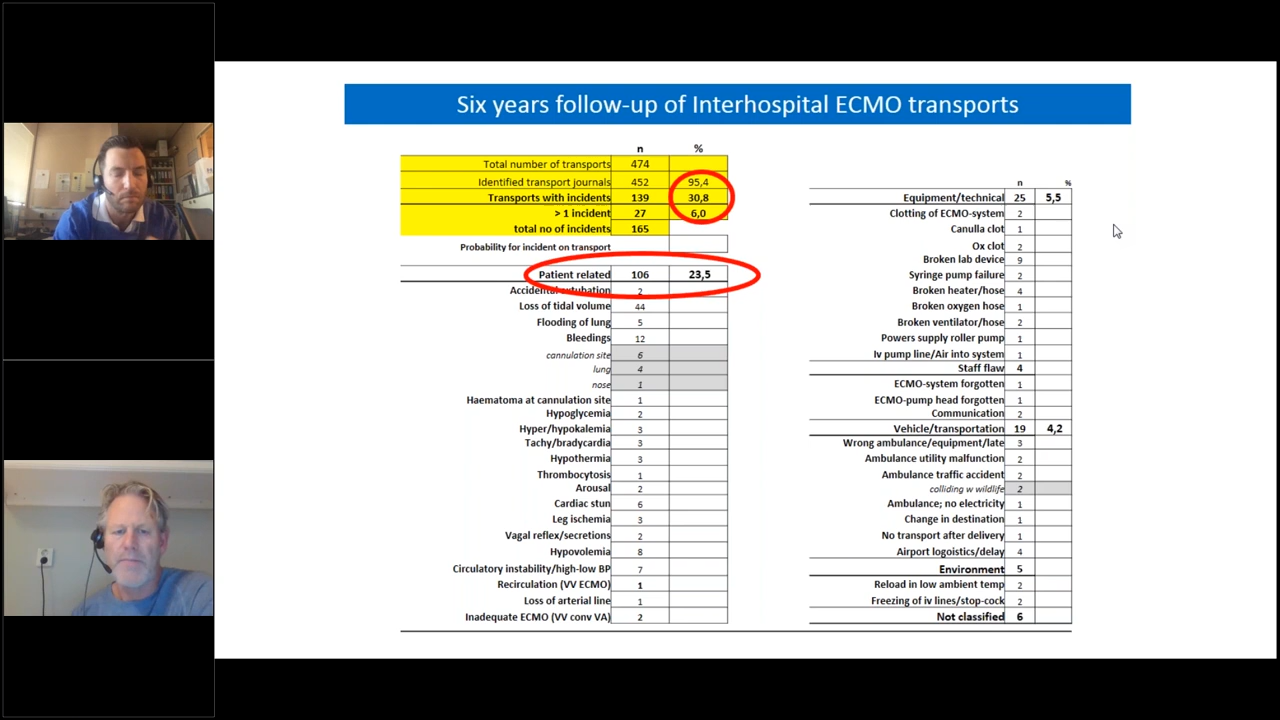 Six years follow-up of Interhospital ECMO transports
n %
Total number of transports 474
Identified transport journals 452 95,4
Transports with incidents 139 30,8
> 1 incident 27 6,0
total no of incidents 165
Probability for incident on transport
Patient related 106 23,5
Accidental extubation 2
Loss of tidal volume 44
Flooding of lung 5
Bleedings 12
cannulation site 6
lung 4
nose 1
Haematoma at cannulation site 1
Hypoglycemia 2
Hyper/hypokalemia 3
Tachy/bradycardia 3
Hypothermia 3
Thrombocytosis 1
Arousal 2
Cardiac stun 6
Leg ischemia 3
Vagal reflex/secretions 2
Hypovolemia 8
Circulatory instability/high-low BP 7
Recirculation (VV ECMO) 1
Loss of arterial line 1
Inadequate ECMO (VV conv VA) 2
n %
Equipment/technical 25 5,5
Clotting of ECMO-system 2
Canulla clot 1
Ox clot 2
Broken lab device 9
Syringe pump failure 2
Broken heater/hose 4
Broken oxygen hose 1
Broken ventilator/hose 2
Powers supply roller pump 1
Iv pump line/Air into system 1
Staff flaw 4
ECMO-system forgotten 1
ECMO-pump head forgotten 1
Communication 2
Vehicle/transportation 19 4,2
Wrong ambulance/equipment/late 3
Ambulance utility malfunction 2
Ambulance traffic accident 2
colliding w wildlife 2
Ambulance; no electricity 1
Change in destination 1
No transport after delivery 1
Airport logoistics/delay 4
Environment 5
Reload in low ambient temp 2
Freezing of iv lines/stop-cock 2
Not classified 6